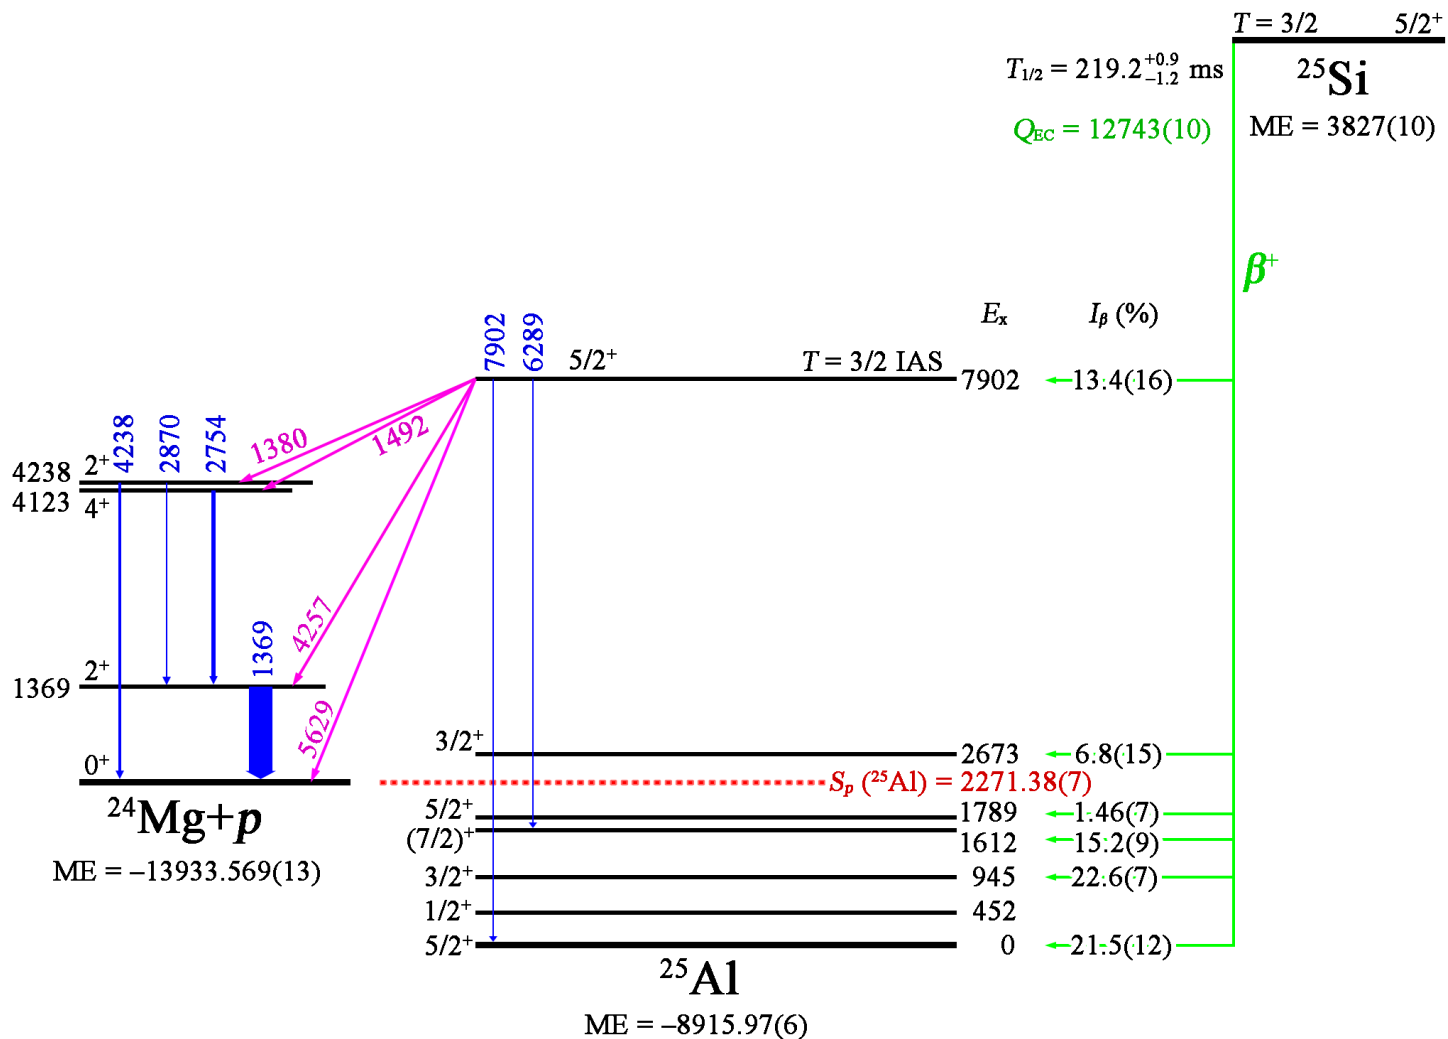 T = 3/2 5/2⁺
T₁/₂ = 219.2 +0.9 −1.2 ms
²⁵Si
Q_EC = 12743(10)
ME = 3827(10)
β⁺
Eₓ
I_β (%)
7902
6289
5/2⁺
T = 3/2 IAS
7902
13.4(16)
4238
2870
2754
1380
1492
4238
2⁺
4123
4⁺
4257
1369
5629
1369
2⁺
0⁺
²⁴Mg+p
ME = –13933.569(13)
3/2⁺
2673
6.8(15)
Sₚ (²⁵Al) = 2271.38(7)
5/2⁺
1789
1.46(7)
(7/2)⁺
1612
15.2(9)
3/2⁺
945
22.6(7)
1/2⁺
452
5/2⁺
0
21.5(12)
²⁵Al
ME = –8915.97(6)